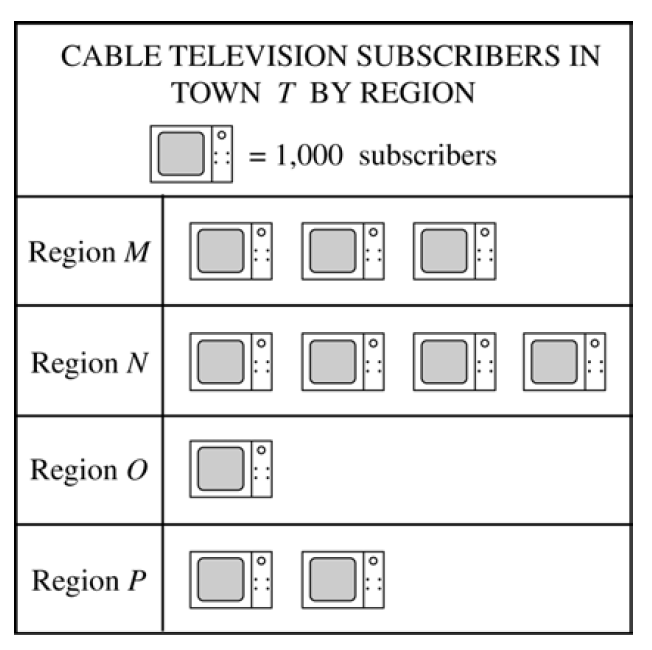 CABLE TELEVISION SUBSCRIBERS IN
TOWN T BY REGION
= 1,000 subscribers
Region M
Region N
Region O
Region P